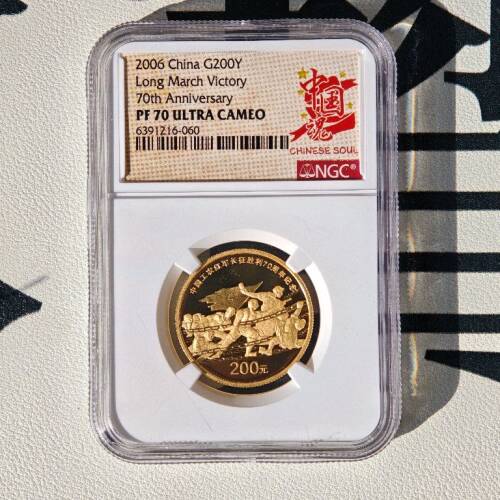 2006 China G200Y
Long March Victory
70th Anniversary
PF 70 ULTRA CAMEO
6391216-060
中国魂
CHINESE SOUL
NGC®
中国工农红军长征胜利70周年纪念
200元